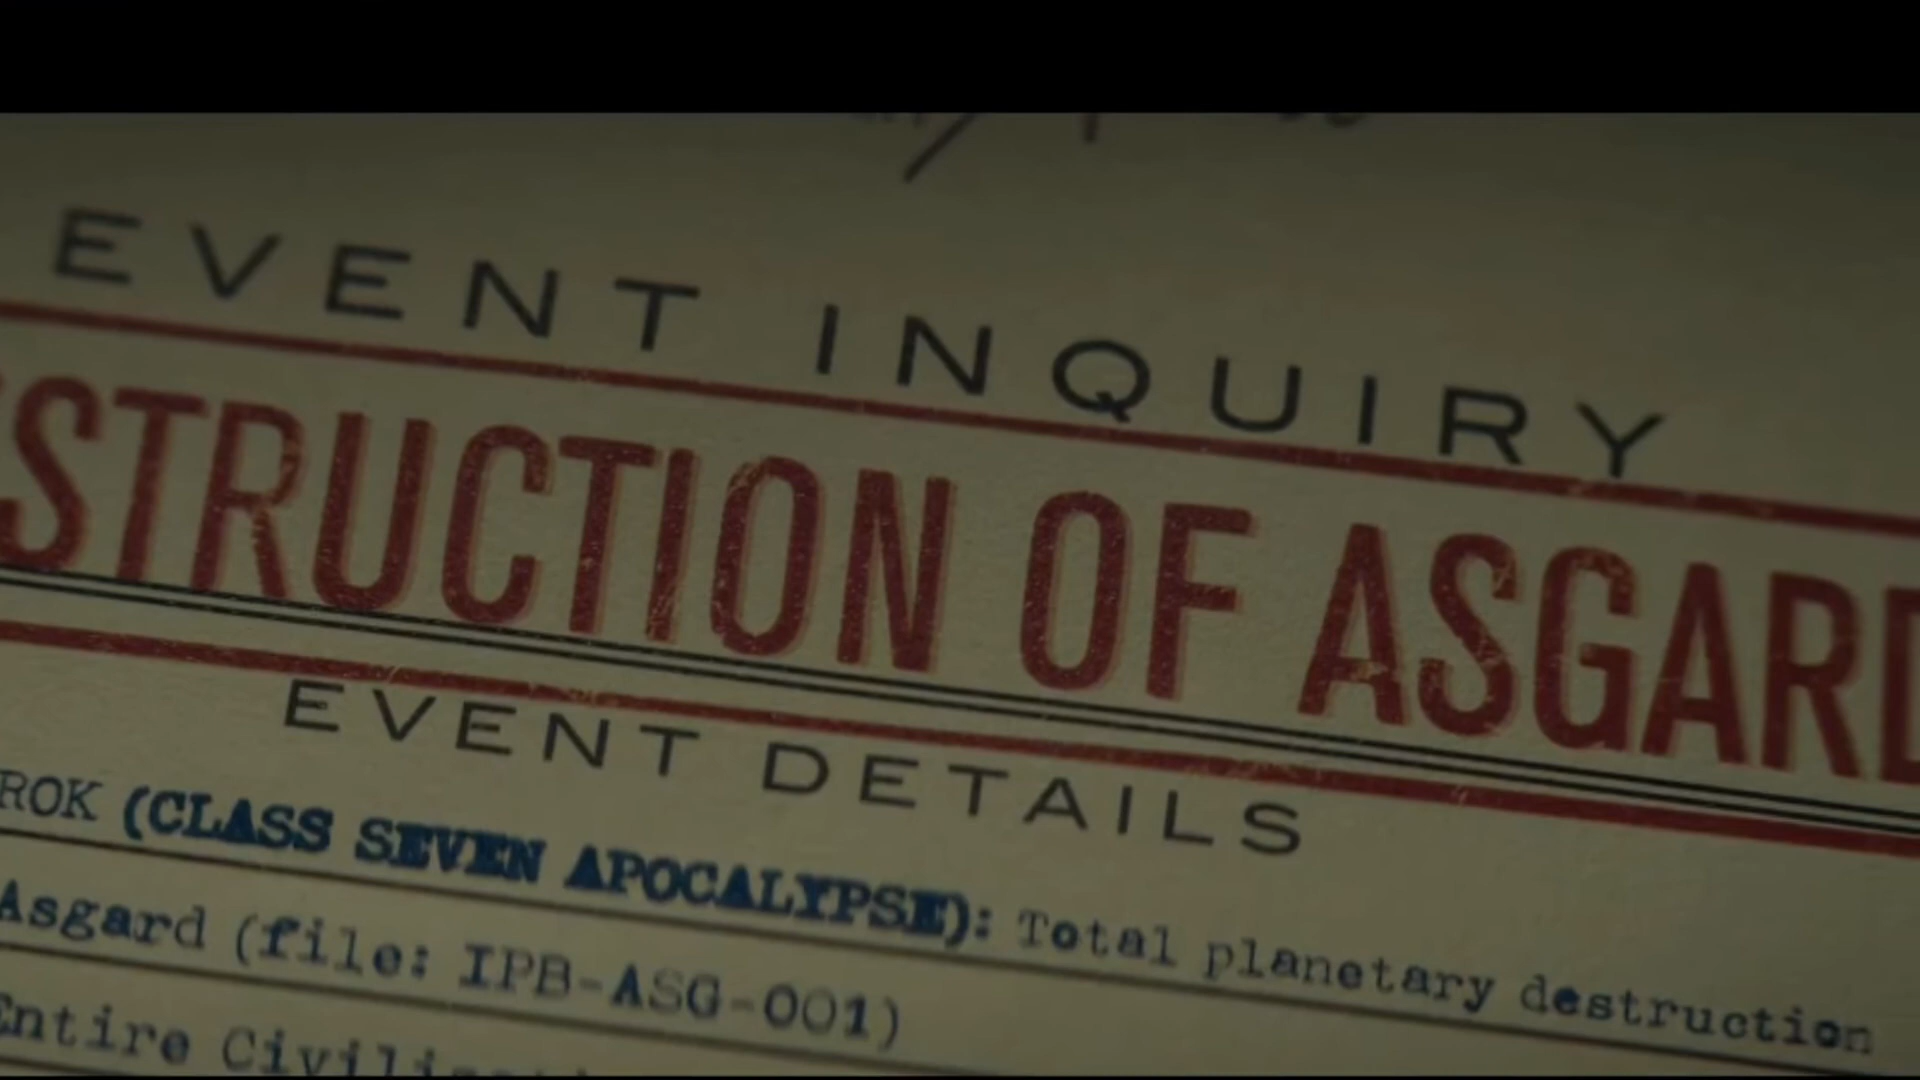 EVENT INQUIRY
STRUCTION OF ASGARD
EVENT DETAILS
ROK (CLASS SEVEN APOCALYPSE): Total planetary destruction
Asgard (file: IPB-ASG-001)
Entire